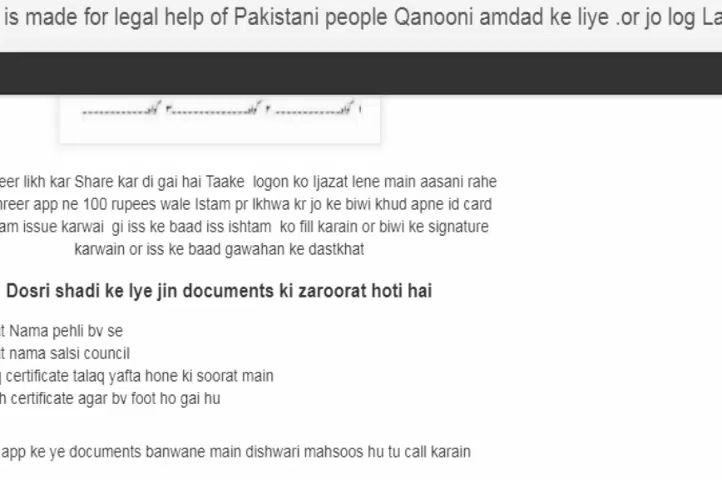 is made for legal help of Pakistani people Qanooni amdad ke liye .or jo log La
eer likh kar Share kar di gai hai Taake logon ko Ijazat lene main aasani rahe
reer app ne 100 rupees wale Istam pr lkhwa kr jo ke biwi khud apne id card
am issue karwai gi iss ke baad iss ishtam ko fill karain or biwi ke signature
karwain or iss ke baad gawahan ke dastkhat
Dosri shadi ke lye jin documents ki zaroorat hoti hai
t Nama pehli bv se
t nama salsi council
certificate talaq yafta hone ki soorat main
h certificate agar bv foot ho gai hu
app ke ye documents banwane main dishwari mahsoos hu tu call karain